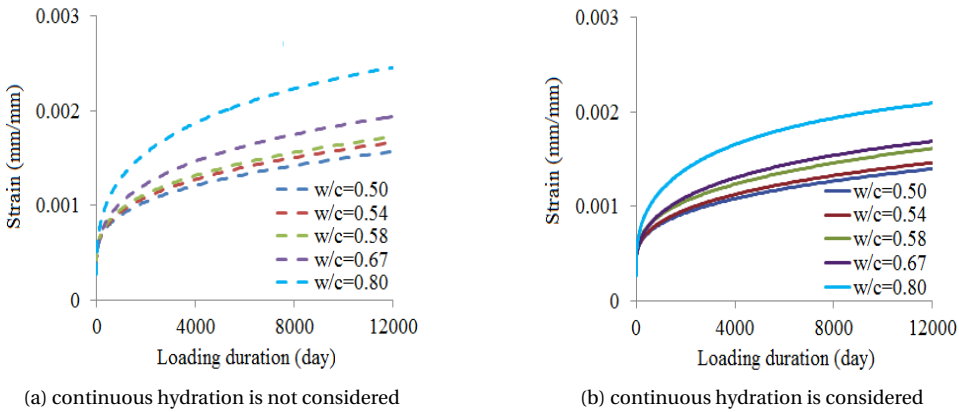 0.003
0.002
0.001
0
Strain (mm/mm)
w/c=0.50
w/c=0.54
w/c=0.58
w/c=0.67
w/c=0.80
0 4000 8000 12000
Loading duration (day)
(a) continuous hydration is not considered
0.003
0.002
0.001
0
Strain (mm/mm)
w/c=0.50
w/c=0.54
w/c=0.58
w/c=0.67
w/c=0.80
0 4000 8000 12000
Loading duration (day)
(b) continuous hydration is considered